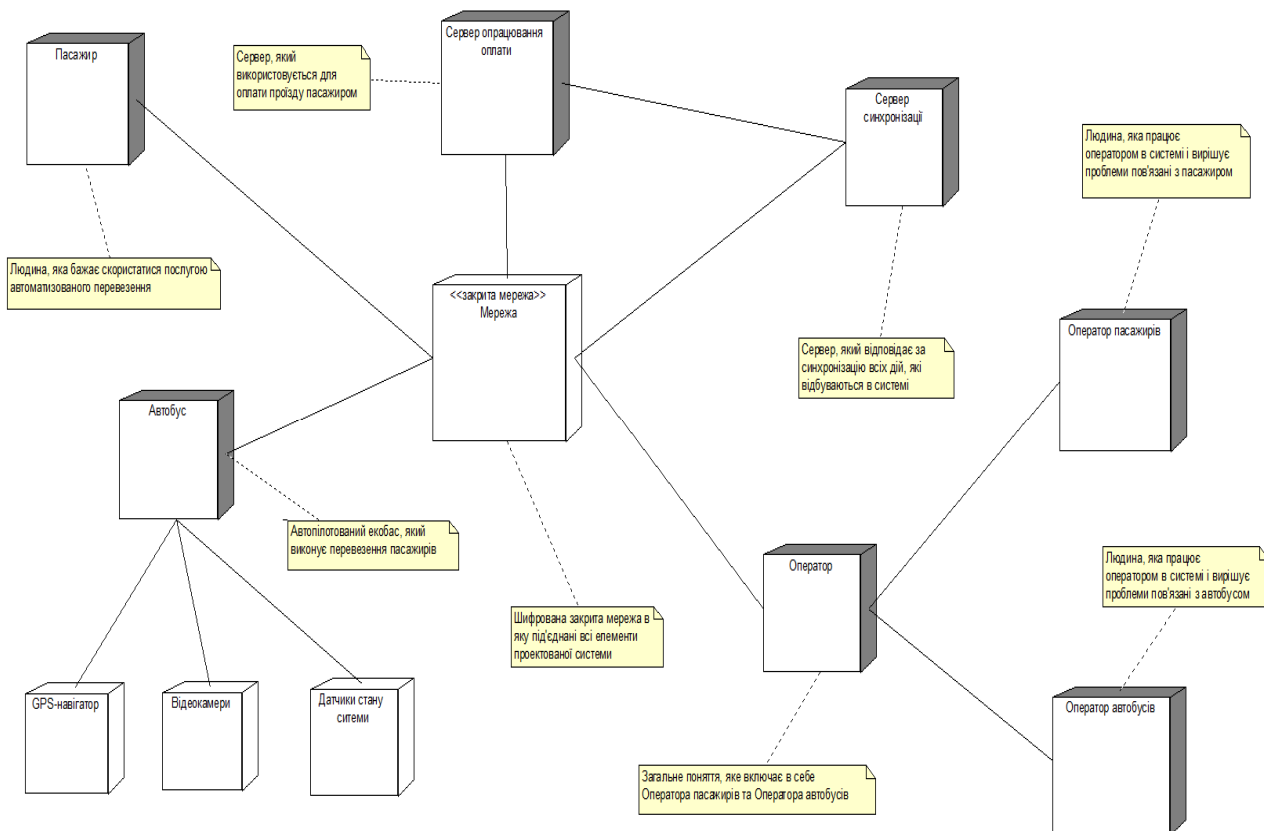 Пасажир
Сервер, який
використовується для
оплати проїзду пасажиром
Сервер опрацювання
оплати
Сервер
синхронізації
Людина, яка працює
оператором в системі і вирішує
проблеми пов'язані з пасажиром
Людина, яка бажає скористатися послугою
автоматизованого перевезення
<<закрита мережа>>
Мережа
Сервер, який відповідає за
синхронізацію всіх дій, які
відбуваються в системі
Оператор пасажирів
Автобус
Автопілотований екобас, який
виконує перевезення пасажирів
Оператор
Людина, яка працює
оператором в системі і вирішує
проблеми пов'язані з автобусом
Шифрована закрита мережа в
яку під'єднані всі елементи
проектованої системи
GPS-навігатор
Відеокамери
Датчики стану
ситеми
Оператор автобусів
Загальне поняття, яке включає в себе
Оператора пасажирів та Оператора автобусів